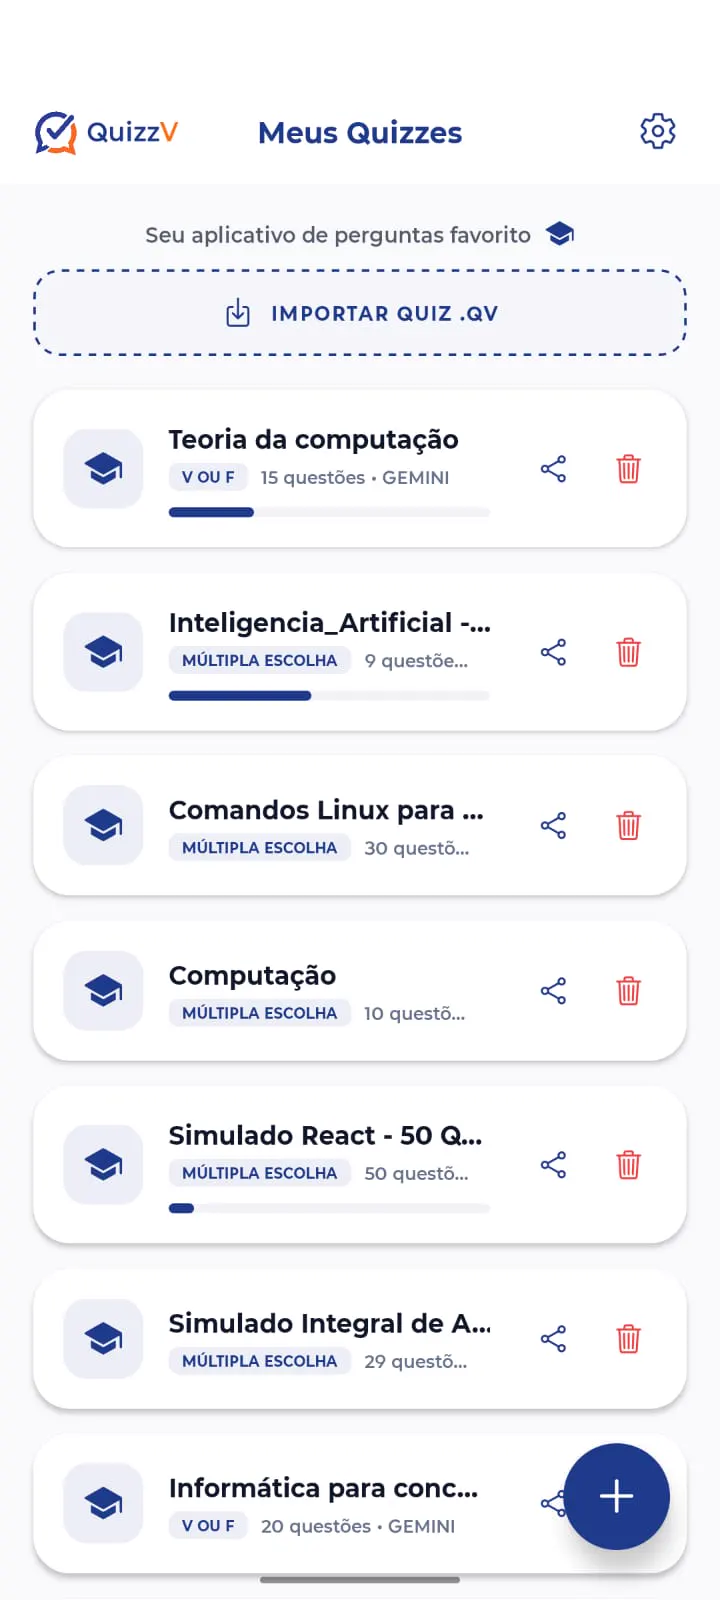 QuizzV
Meus Quizzes
Seu aplicativo de perguntas favorito
IMPORTAR QUIZ .QV
Teoria da computação
V OU F 15 questões • GEMINI
Inteligencia_Artificial -...
MÚLTIPLA ESCOLHA 9 questõe...
Comandos Linux para ...
MÚLTIPLA ESCOLHA 30 questõ...
Computação
MÚLTIPLA ESCOLHA 10 questõ...
Simulado React - 50 Q...
MÚLTIPLA ESCOLHA 50 questõ...
Simulado Integral de A...
MÚLTIPLA ESCOLHA 29 questõ...
Informática para conc...
V OU F 20 questões • GEMINI